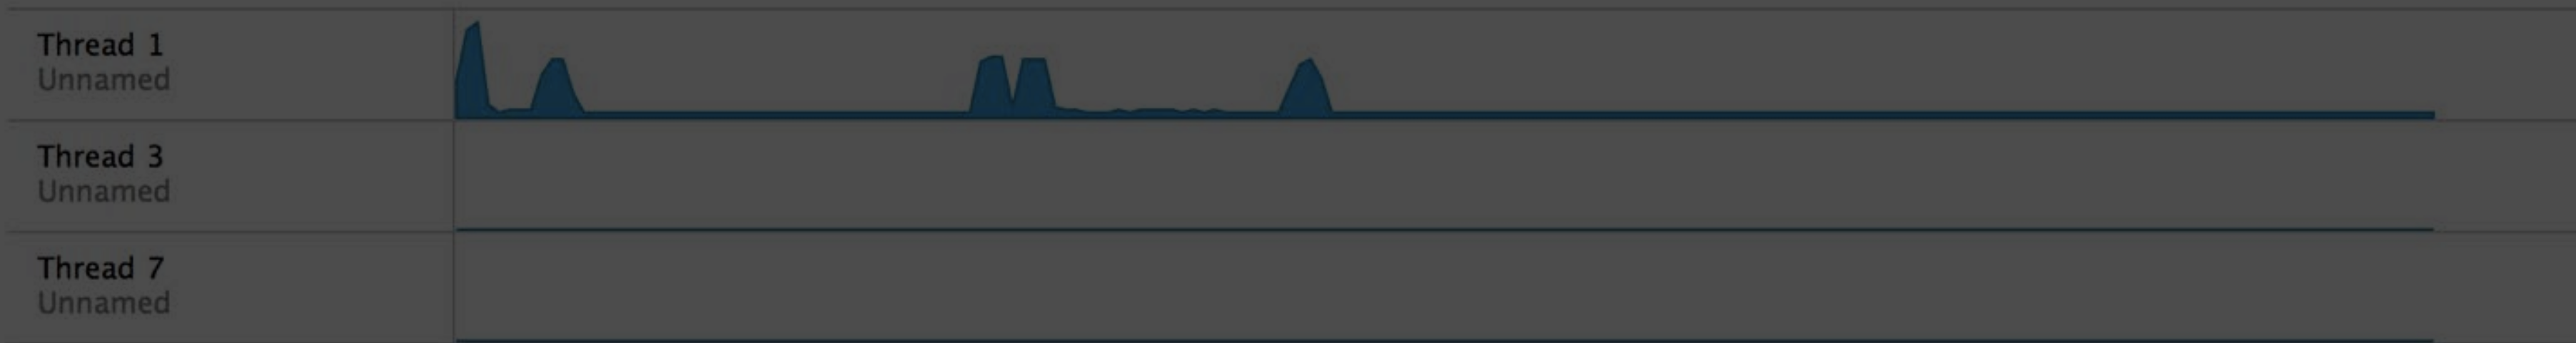 Thread 1
Unnamed
Thread 3
Unnamed
Thread 7
Unnamed